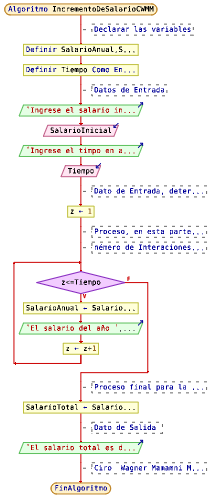 Algoritmo IncrementoDeSalarioCWMM
Declarar las variables
Definir SalarioAnual,S...
Definir Tiempo Como En...
Datos de Entrada
'Ingrese el salario in...
SalarioInicial
'Ingrese el timpo en a...
Tiempo
Dato de Entrada, deter...
z ← 1
Proceso, en esta parte,...
número de Interaciones,...
z<=Tiempo
F
V
SalarioAnual ← Salario...
'El salario del año ',...
z ← z+1
Proceso final para la ...
SalarioTotal ← Salario...
Dato de Salida
'El salario total es d...
Ciro Wagner Mamamni M...
FinAlgoritmo